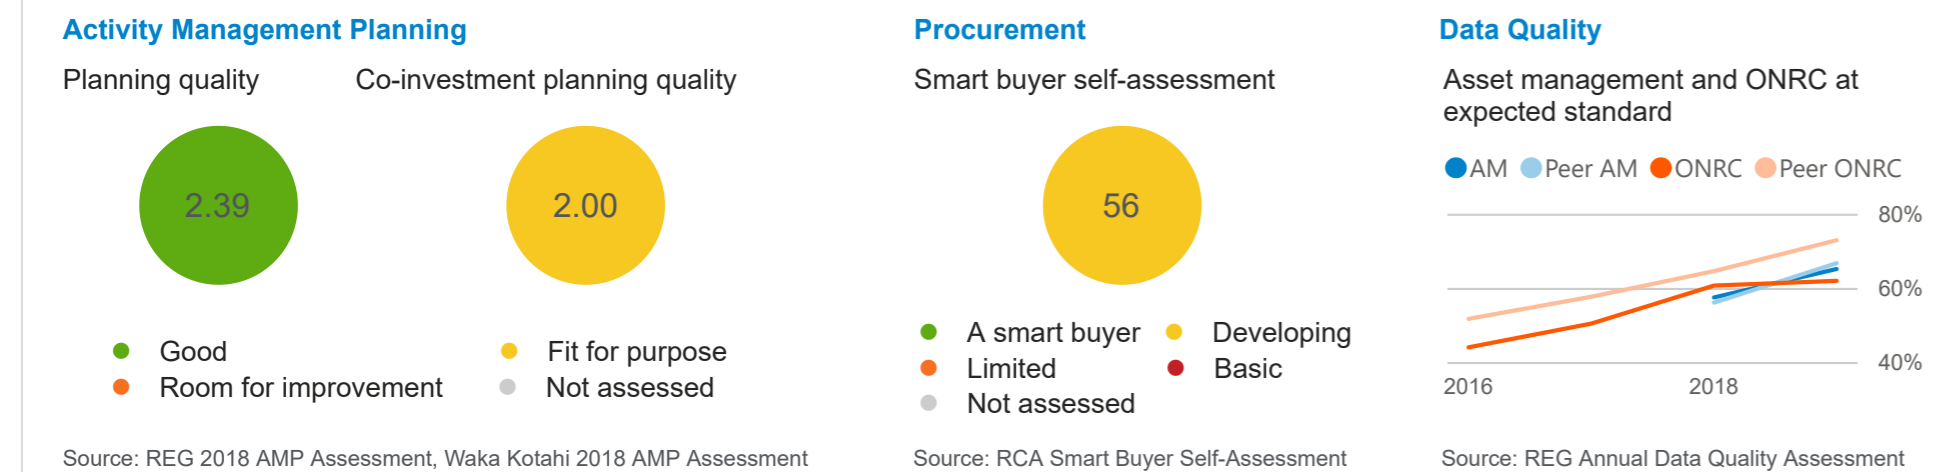 Activity Management Planning
Planning quality
Co-investment planning quality
2.39
2.00
Good
Fit for purpose
Room for improvement
Not assessed
Source: REG 2018 AMP Assessment, Waka Kotahi 2018 AMP Assessment
Procurement
Smart buyer self-assessment
56
A smart buyer
Developing
Limited
Basic
Not assessed
Source: RCA Smart Buyer Self-Assessment
Data Quality
Asset management and ONRC at
expected standard
AM Peer AM ONRC Peer ONRC
80%
60%
40%
2016 2018
Source: REG Annual Data Quality Assessment